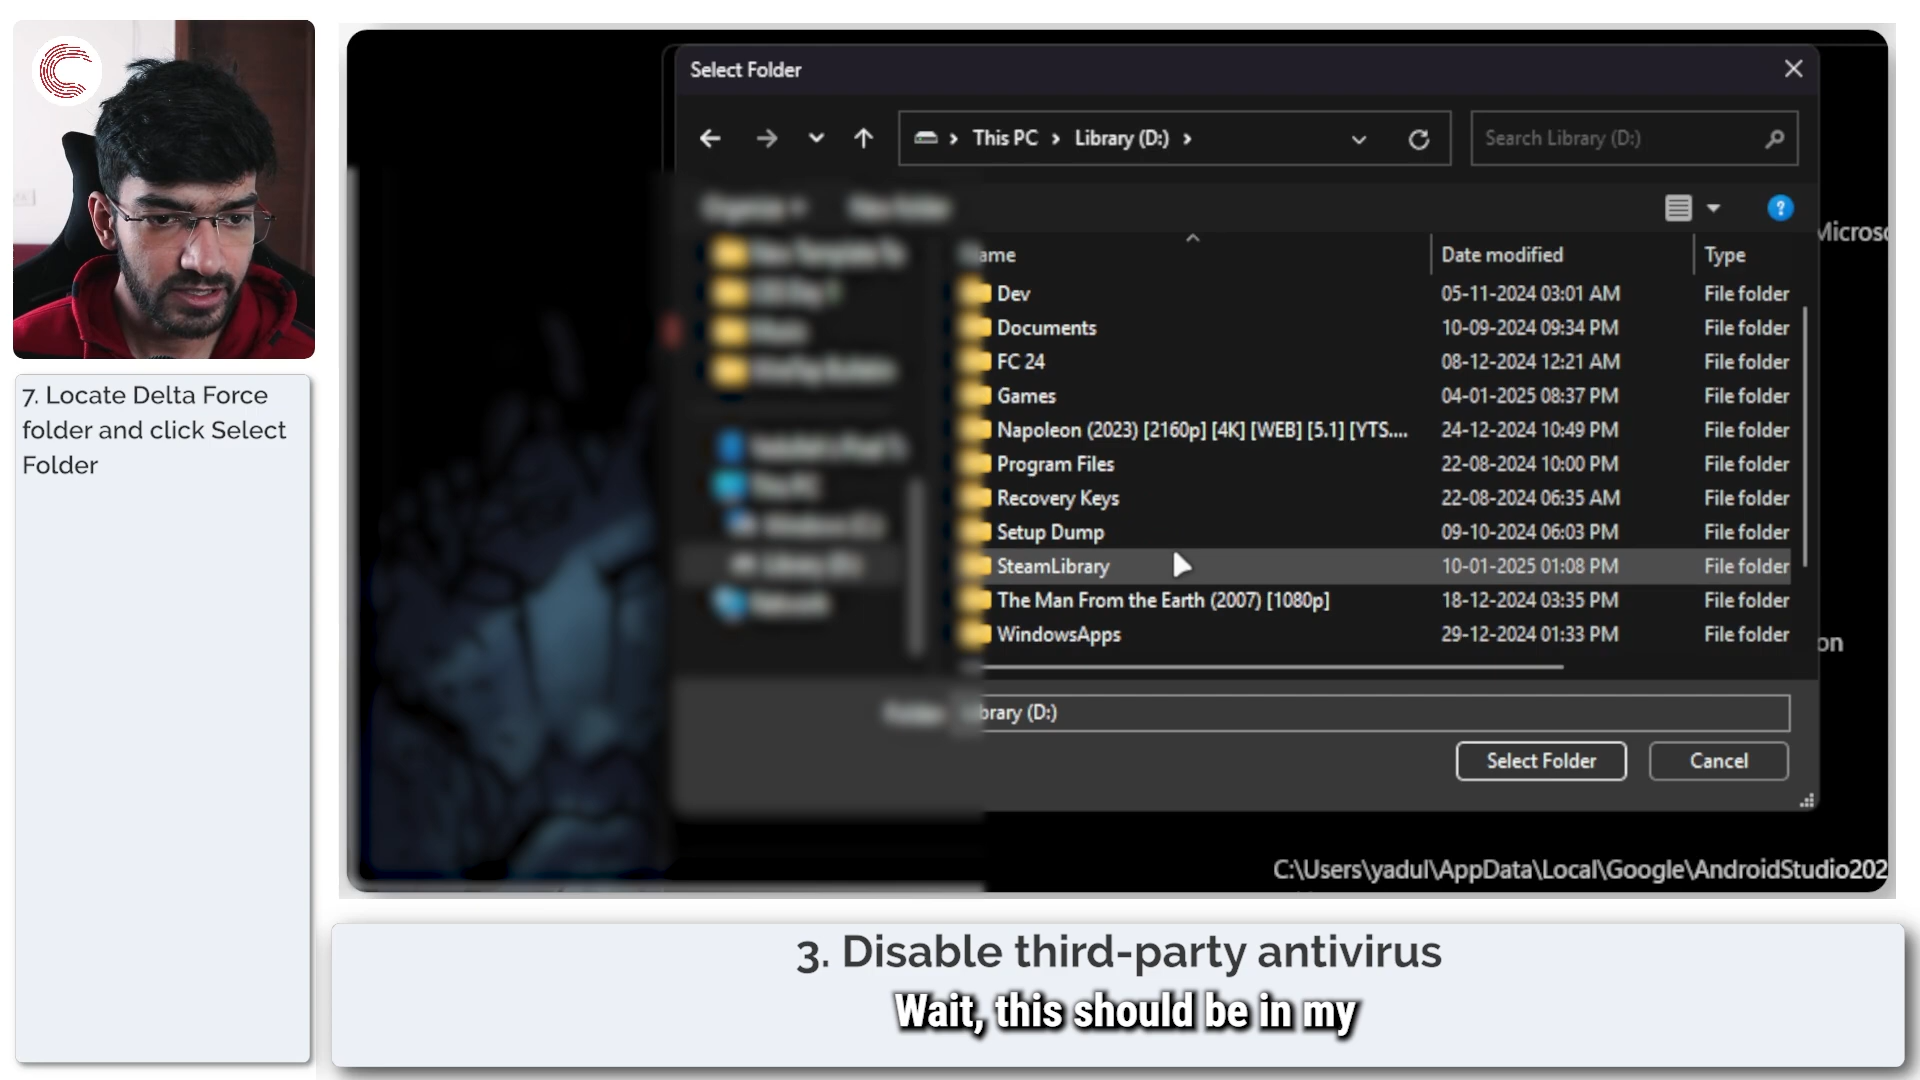 Select Folder
This PC
Library (D:)
Search Library (D:)
7. Locate Delta Force
folder and click Select
Folder
Microso
ame
Date modified
Type
Dev
05-11-2024 03:01 AM
File folder
Documents
10-09-2024 09:34 PM
File folder
FC 24
08-12-2024 12:21 AM
File folder
Games
04-01-2025 08:37 PM
File folder
Napoleon (2023) [2160p] [4K] [WEB] [5.1] [YTS....
24-12-2024 10:49 PM
File folder
Program Files
22-08-2024 10:00 PM
File folder
Recovery Keys
22-08-2024 06:35 AM
File folder
Setup Dump
09-10-2024 06:03 PM
File folder
SteamLibrary
10-01-2025 01:08 PM
File folder
The Man From the Earth (2007) [1080p]
18-12-2024 03:35 PM
File folder
WindowsApps
29-12-2024 01:33 PM
File folder
on
brary (D:)
Select Folder
Cancel
C:\Users\yadul\AppData\Local\Google\AndroidStudio202
3. Disable third-party antivirus
Wait, this should be in my